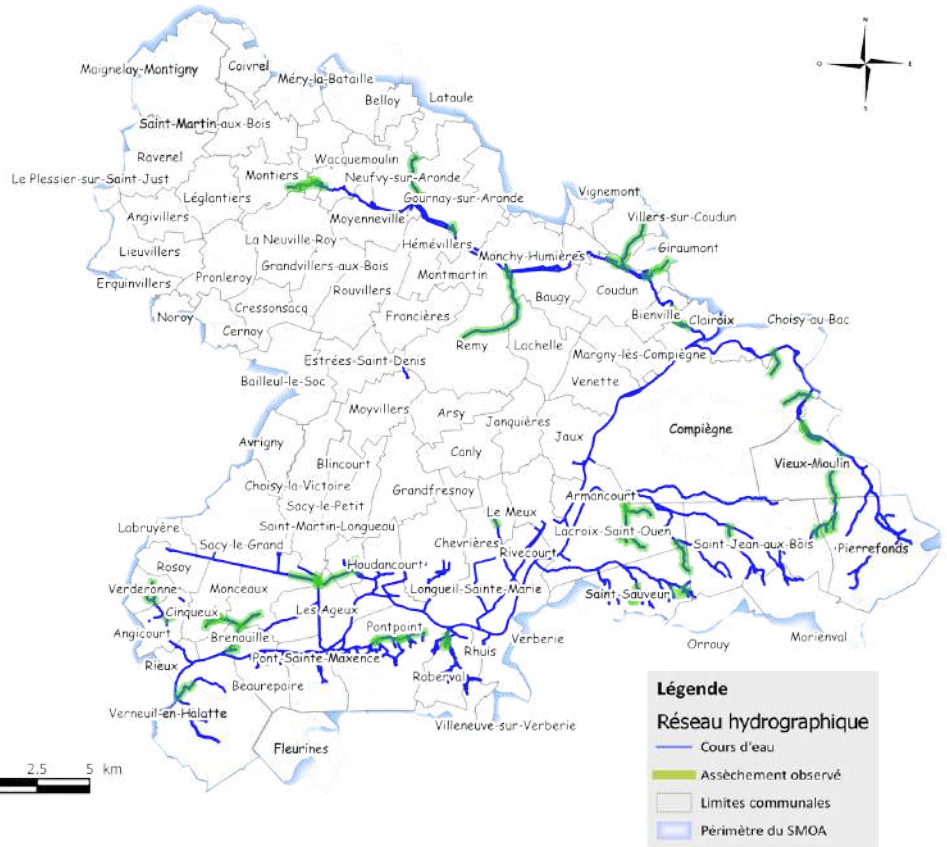 N
O
E
S
Maignelay-Montigny
Coivrel
Méry-la-Bataille
Belloy
Lataule
Saint-Martin-aux-Bois
Ravenel
Wacquemoulin
Le Plessier-sur-Saint-Just
Montiers
Neufvy-sur-Aronde
Vignemont
Léglantiers
Gournay-sur-Aronde
Angivillers
Moyenneville
Villers-sur-Coudun
La Neuville-Roy
Hémévillers
Giraumont
Lieuvillers
Monchy-Humières
Grandvillers-aux-Bois
Erquinvillers
Pronleroy
Montmartin
Rouvillers
Coudun
Baugy
Cressonsacq
Noroy
Francières
Bienville
Clairoix
Choisy-au-Bac
Cernoy
Remy
Lachelle
Estrées-Saint-Denis
Margny-lès-Compiègne
Bailleul-le-Soc
Venette
Moyvillers
Arsy
Jonquières
Avrigny
Jaux
Compiègne
Canly
Blincourt
Vieux-Moulin
Choisy-la-Victoire
Grandfresnoy
Armancourt
Sacy-le-Petit
Le Meux
Labruyère
Saint-Martin-Longueau
Lacroix-Saint-Ouen
Sacy-le-Grand
Chevrières
Rivecourt
Saint-Jean-aux-Bois
Pierrefonds
Rosoy
Houdancourt
Verderonne
Monceaux
Longueil-Sainte-Marie
Saint-Sauveur
Cinqueux
Les Ageux
Angicourt
Brenouille
Pontpoint
Verberie
Orrouy
Morienval
Rhuis
Rieux
Pont-Sainte-Maxence
Roberval
Beaurepaire
Verneuil-en-Halatte
Villeneuve-sur-Verberie
Fleurines
2.5 5 km
Légende
Réseau hydrographique
Cours d'eau
Assèchement observé
Limites communales
Périmètre du SMOA